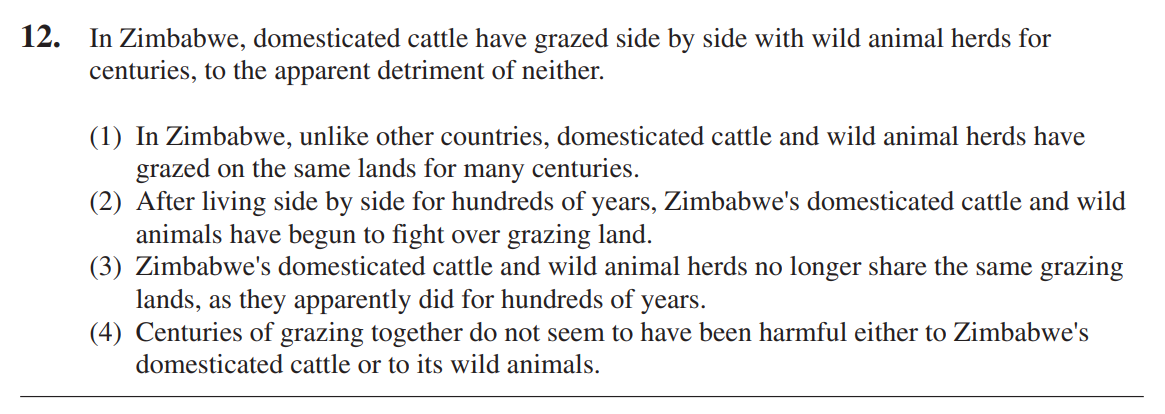 12. In Zimbabwe, domesticated cattle have grazed side by side with wild animal herds for
centuries, to the apparent detriment of neither.
(1) In Zimbabwe, unlike other countries, domesticated cattle and wild animal herds have
grazed on the same lands for many centuries.
(2) After living side by side for hundreds of years, Zimbabwe's domesticated cattle and wild
animals have begun to fight over grazing land.
(3) Zimbabwe's domesticated cattle and wild animal herds no longer share the same grazing
lands, as they apparently did for hundreds of years.
(4) Centuries of grazing together do not seem to have been harmful either to Zimbabwe's
domesticated cattle or to its wild animals.